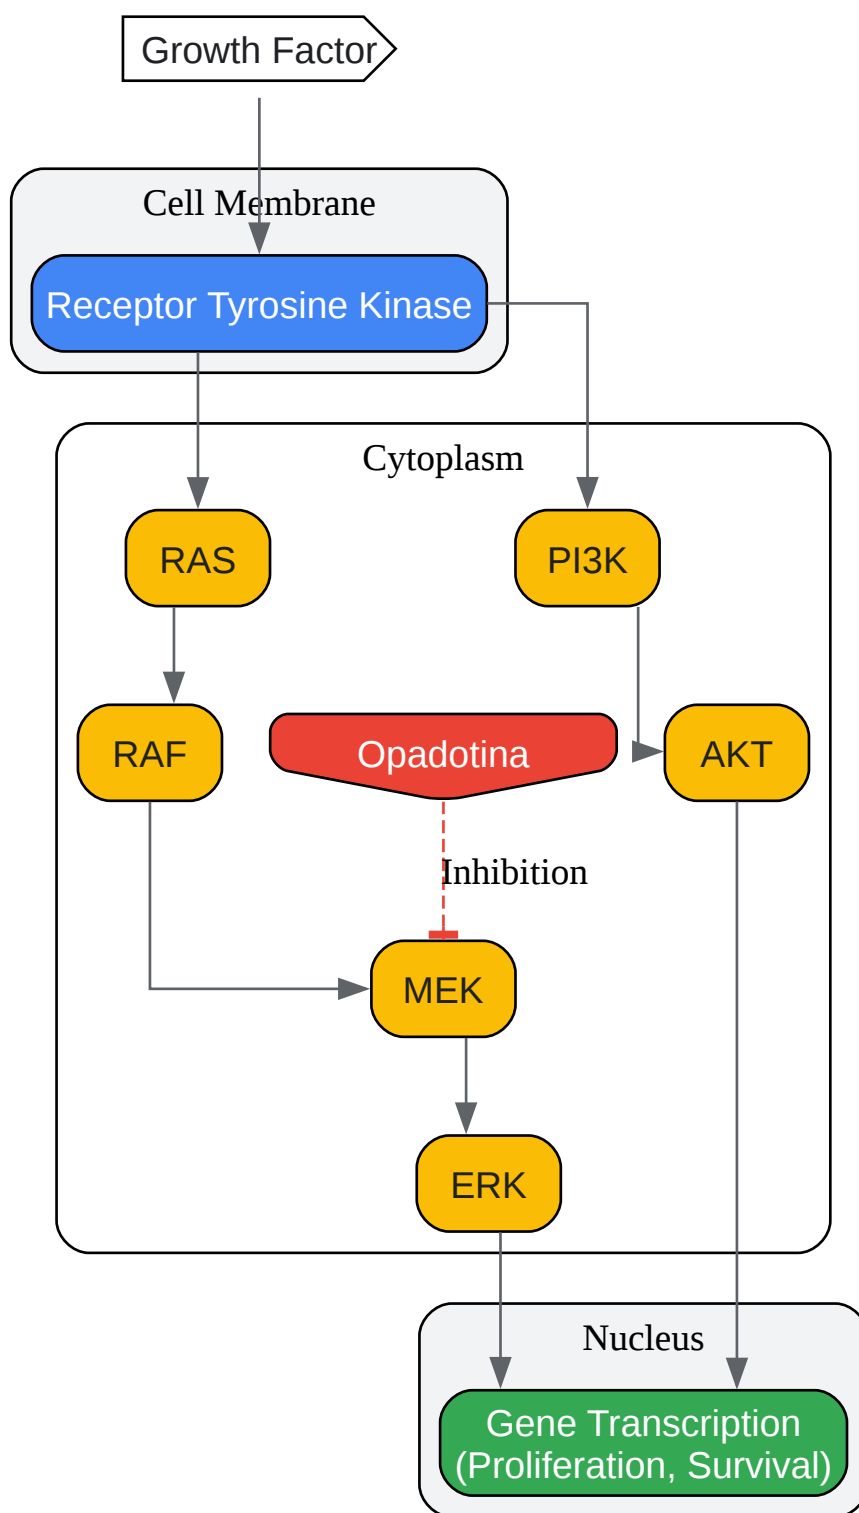 Growth Factor
Cell Membrane
Receptor Tyrosine Kinase
Cytoplasm
RAS
PI3K
RAF
Opadotina
AKT
Inhibition
MEK
ERK
Nucleus
Gene Transcription
(Proliferation, Survival)